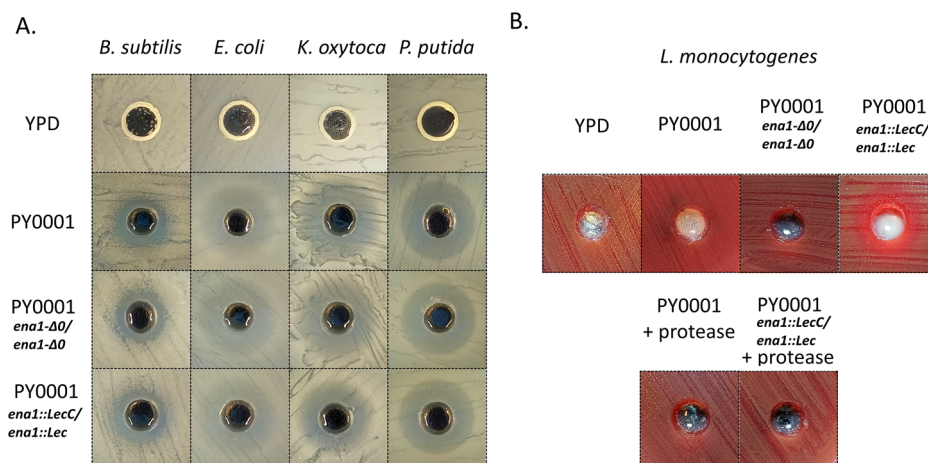 A.
B. subtilis E. coli K. oxytoca P. putida
YPD
PY0001
PY0001
ena1-Δ0/
ena1-Δ0
PY0001
ena1::LecC/
ena1::Lec
B.
L. monocytogenes
YPD
PY0001
PY0001
ena1-Δ0/
ena1-Δ0
PY0001
ena1::LecC/
ena1::Lec
PY0001
+ protease
PY0001
ena1::LecC/
ena1::Lec
+ protease